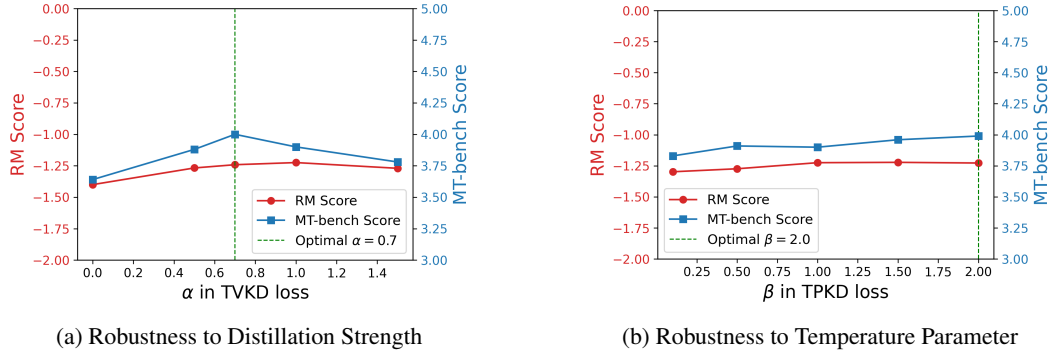 0.00
−0.25
−0.50
−0.75
−1.00
−1.25
−1.50
−1.75
−2.00
RM Score
5.00
4.75
4.50
4.25
4.00
3.75
3.50
3.25
3.00
MT-bench Score
RM Score
MT-bench Score
Optimal α = 0.7
0.0 0.2 0.4 0.6 0.8 1.0 1.2 1.4
α in TVKD loss
(a) Robustness to Distillation Strength
0.00
−0.25
−0.50
−0.75
−1.00
−1.25
−1.50
−1.75
−2.00
RM Score
5.00
4.75
4.50
4.25
4.00
3.75
3.50
3.25
3.00
MT-bench Score
RM Score
MT-bench Score
Optimal β = 2.0
0.25 0.50 0.75 1.00 1.25 1.50 1.75 2.00
β in TPKD loss
(b) Robustness to Temperature Parameter